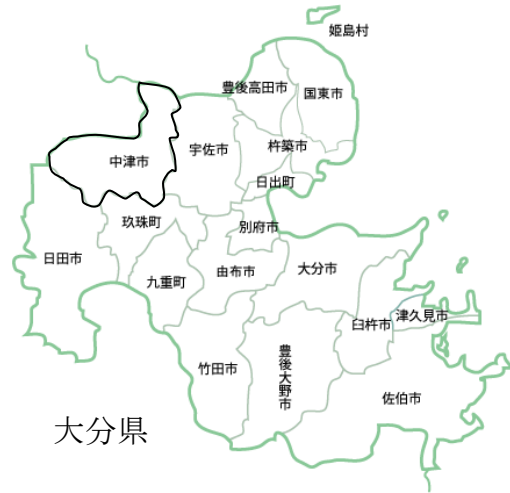 姫島村
豊後高田市
国東市
中津市
宇佐市
杵築市
日出町
玖珠町
別府市
日田市
九重町
由布市
大分市
臼杵市
津久見市
竹田市
豊後大野市
佐伯市
大分県